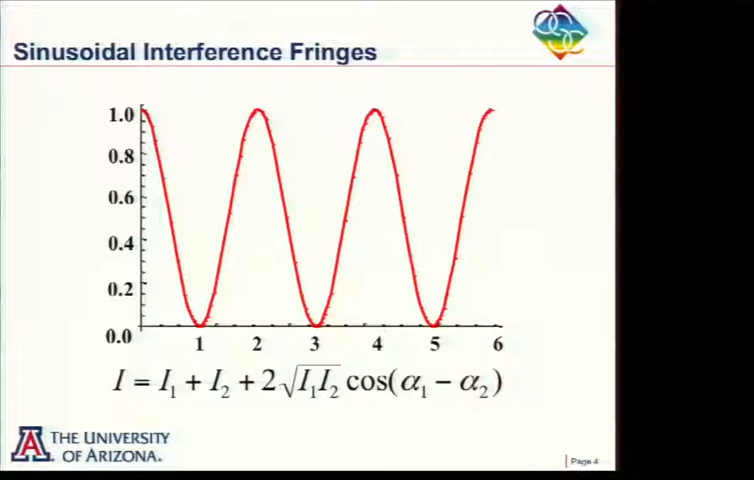 Sinusoidal Interference Fringes
1.0
0.8
0.6
0.4
0.2
0.0
1 2 3 4 5 6
I = I₁ + I₂ + 2√I₁I₂ cos(α₁ − α₂)
THE UNIVERSITY
OF ARIZONA.
Page 4